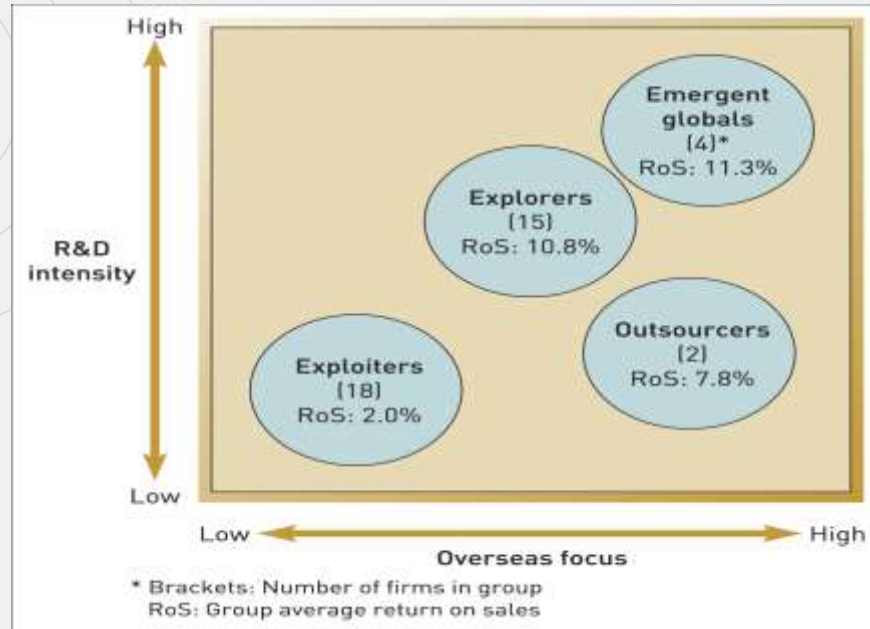 High
Emergent
globals
(4)*
RoS: 11.3%
Explorers
(15)
RoS: 10.8%
R&D
intensity
Outsourcers
(2)
RoS: 7.8%
Exploiters
(18)
RoS: 2.0%
Low
Low
High
Overseas focus
* Brackets: Number of firms in group
RoS: Group average return on sales